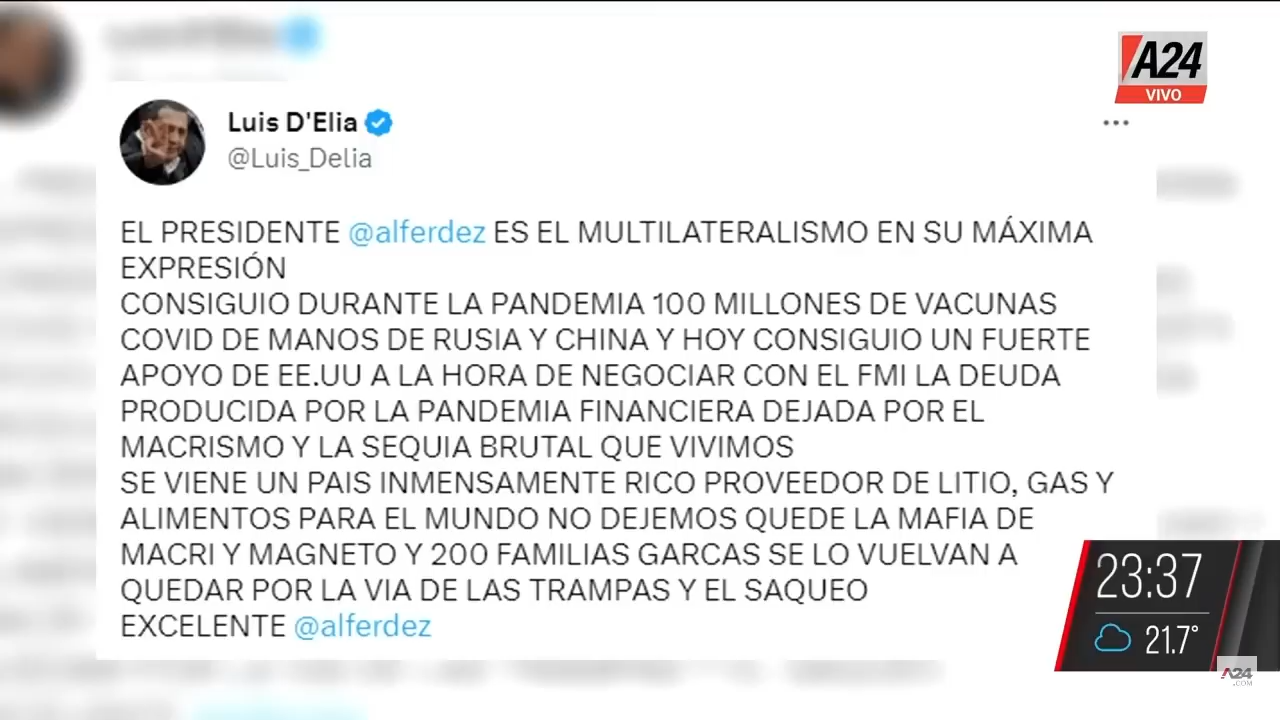 A24
VIVO
Luis D'Elia
@Luis_Delia
EL PRESIDENTE @alferdez ES EL MULTILATERALISMO EN SU MÁXIMA
EXPRESIÓN
CONSIGUIO DURANTE LA PANDEMIA 100 MILLONES DE VACUNAS
COVID DE MANOS DE RUSIA Y CHINA Y HOY CONSIGUIO UN FUERTE
APOYO DE EE.UU A LA HORA DE NEGOCIAR CON EL FMI LA DEUDA
PRODUCIDA POR LA PANDEMIA FINANCIERA DEJADA POR EL
MACRISMO Y LA SEQUIA BRUTAL QUE VIVIMOS
SE VIENE UN PAIS INMENSAMENTE RICO PROVEEDOR DE LITIO, GAS Y
ALIMENTOS PARA EL MUNDO NO DEJEMOS QUEDE LA MAFIA DE
MACRI Y MAGNETO Y 200 FAMILIAS GARCAS SE LO VUELVAN A
QUEDAR POR LA VIA DE LAS TRAMPAS Y EL SAQUEO
EXCELENTE @alferdez
23:37
21.7°
A24
.COM